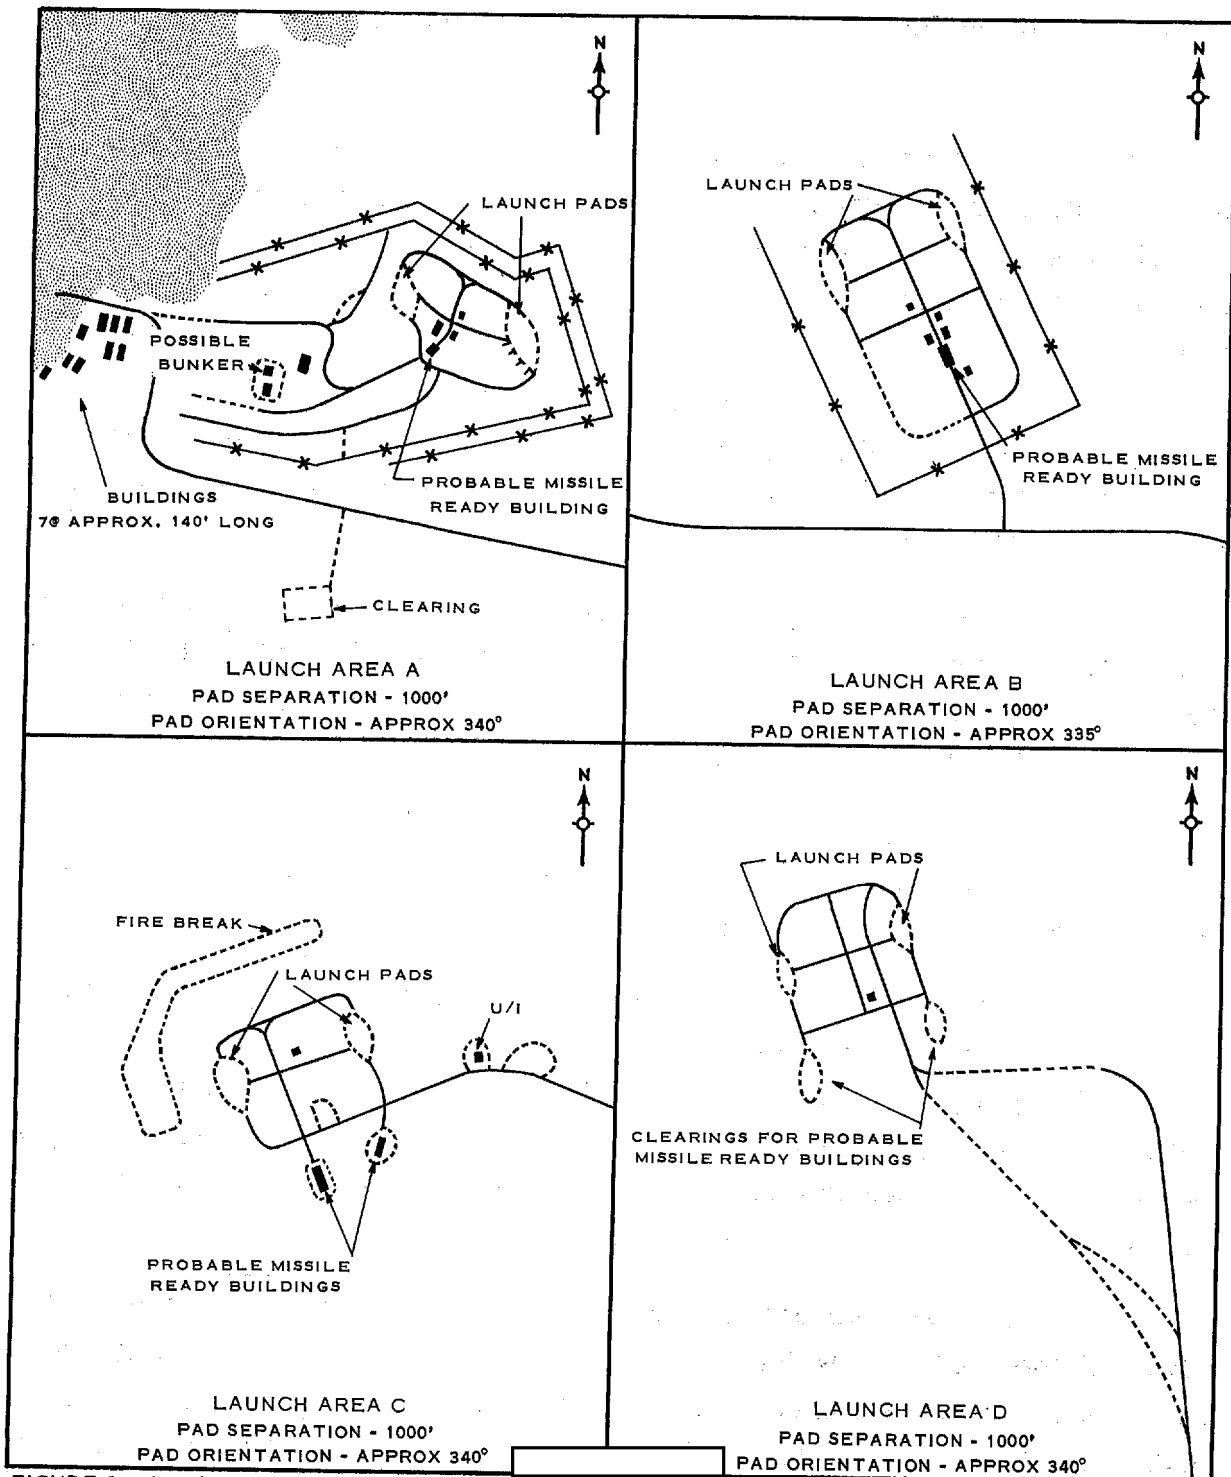 N
LAUNCH PADS
POSSIBLE
BUNKER
PROBABLE MISSILE
READY BUILDING
BUILDINGS
7@ APPROX. 140' LONG
CLEARING
LAUNCH AREA A
PAD SEPARATION - 1000'
PAD ORIENTATION - APPROX 340°
N
LAUNCH PADS
PROBABLE MISSILE
READY BUILDING
LAUNCH AREA B
PAD SEPARATION - 1000'
PAD ORIENTATION - APPROX 335°
N
FIRE BREAK
LAUNCH PADS
U/I
PROBABLE MISSILE
READY BUILDINGS
LAUNCH AREA C
PAD SEPARATION - 1000'
PAD ORIENTATION - APPROX 340°
N
LAUNCH PADS
CLEARINGS FOR PROBABLE
MISSILE READY BUILDINGS
LAUNCH AREA D
PAD SEPARATION - 1000'
PAD ORIENTATION - APPROX 340°